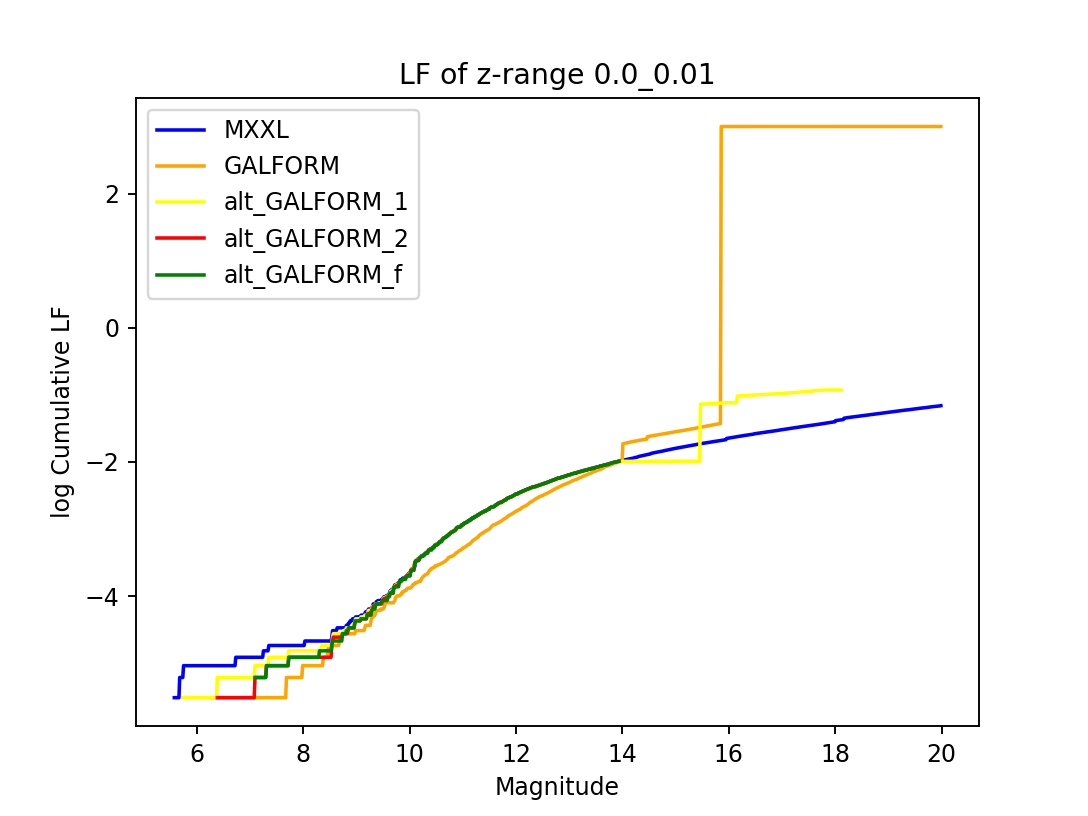 LF of z-range 0.0_0.01
MXXL
GALFORM
alt_GALFORM_1
alt_GALFORM_2
alt_GALFORM_f
log Cumulative LF
2
0
−2
−4
6 8 10 12 14 16 18 20
Magnitude